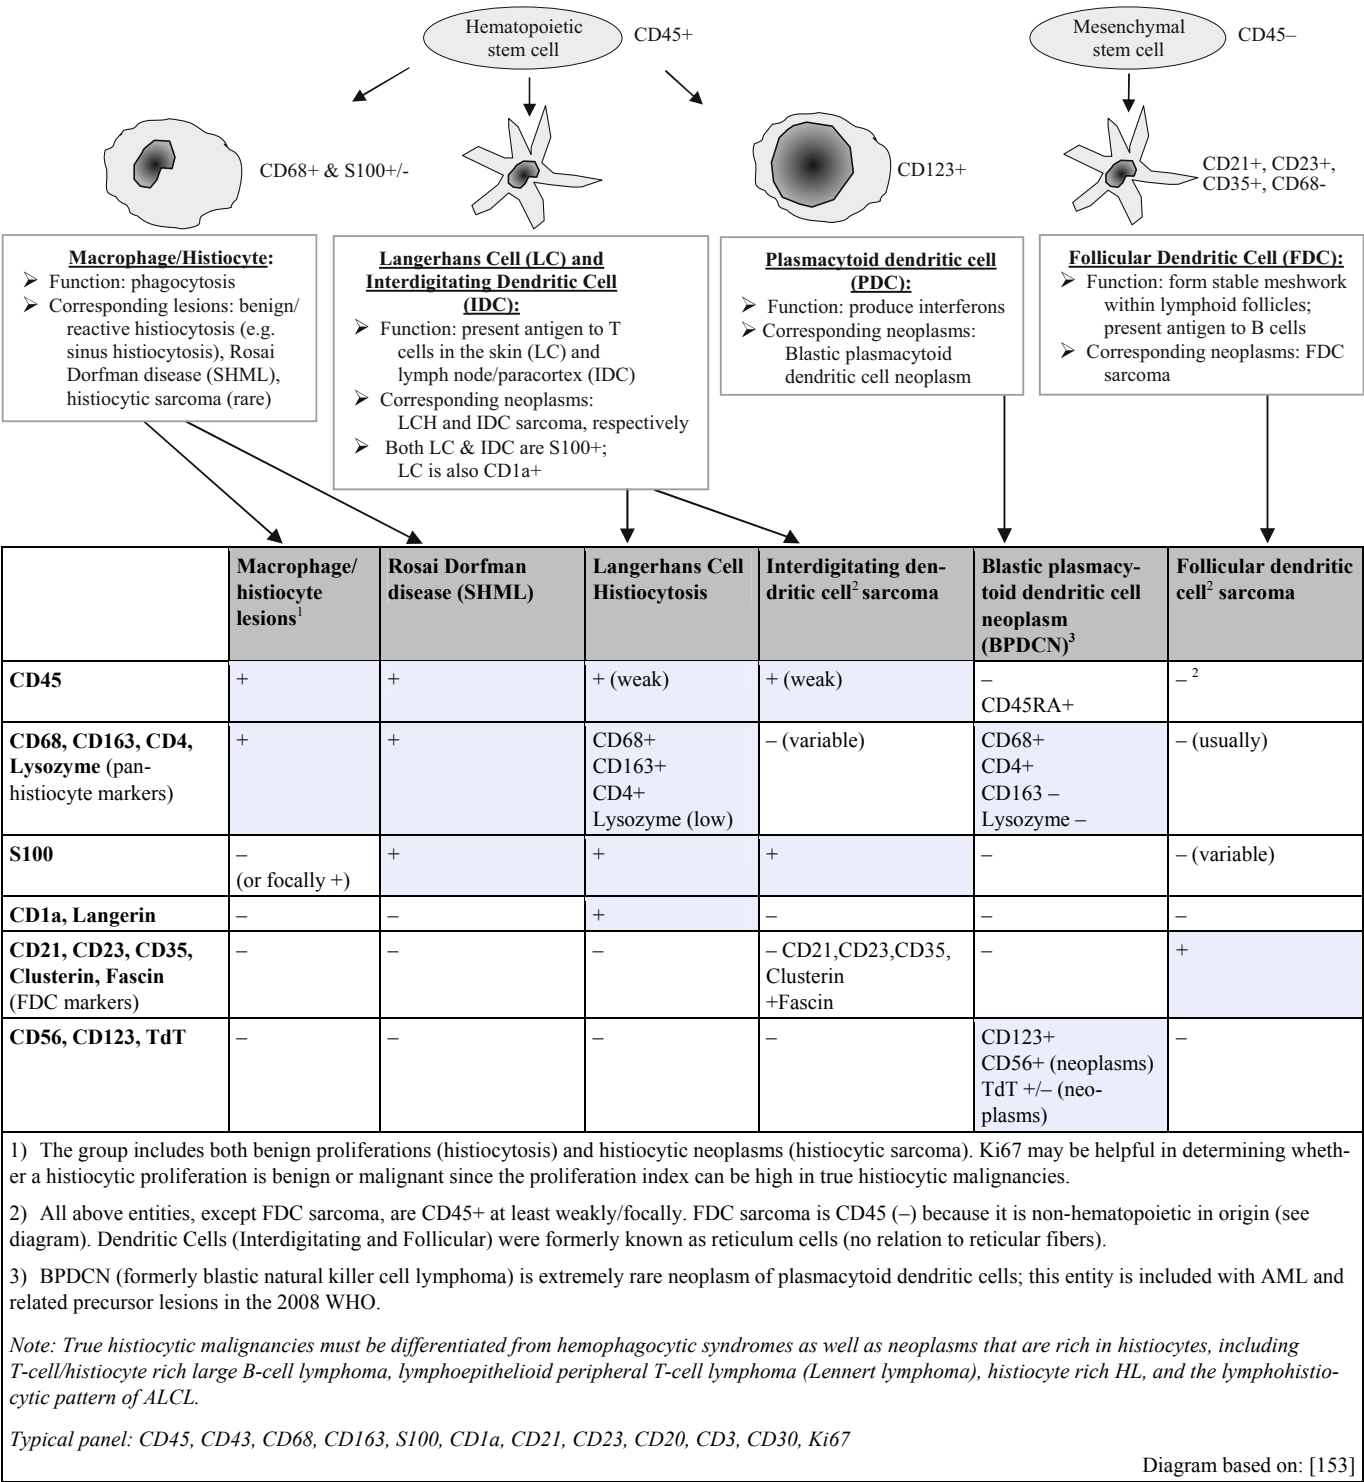 Hematopoietic
stem cell
CD45+
Mesenchymal
stem cell
CD45–
CD68+ & S100+/-
CD123+
CD21+, CD23+,
CD35+, CD68-
Macrophage/Histiocyte:
➢ Function: phagocytosis
➢ Corresponding lesions: benign/
reactive histiocytosis (e.g.
sinus histiocytosis), Rosai
Dorfman disease (SHML),
histiocytic sarcoma (rare)
Langerhans Cell (LC) and
Interdigitating Dendritic Cell
(IDC):
➢ Function: present antigen to T
cells in the skin (LC) and
lymph node/paracortex (IDC)
➢ Corresponding neoplasms:
LCH and IDC sarcoma, respectively
➢ Both LC & IDC are S100+;
LC is also CD1a+
Plasmacytoid dendritic cell
(PDC):
➢ Function: produce interferons
➢ Corresponding neoplasms:
Blastic plasmacytoid
dendritic cell neoplasm
Follicular Dendritic Cell (FDC):
➢ Function: form stable meshwork
within lymphoid follicles;
present antigen to B cells
➢ Corresponding neoplasms: FDC
sarcoma
Macrophage/
histiocyte
lesions1
Rosai Dorfman
disease (SHML)
Langerhans Cell
Histiocytosis
Interdigitating den-
dritic cell2 sarcoma
Blastic plasmacy-
toid dendritic cell
neoplasm
(BPDCN)3
Follicular dendritic
cell2 sarcoma
CD45
+
+
+ (weak)
+ (weak)
–
CD45RA+
– 2
CD68, CD163, CD4,
Lysozyme (pan-
histiocyte markers)
+
+
CD68+
CD163+
CD4+
Lysozyme (low)
– (variable)
CD68+
CD4+
CD163 –
Lysozyme –
– (usually)
S100
–
(or focally +)
+
+
+
–
– (variable)
CD1a, Langerin
–
–
+
–
–
–
CD21, CD23, CD35,
Clusterin, Fascin
(FDC markers)
–
–
–
– CD21,CD23,CD35,
Clusterin
+Fascin
–
+
CD56, CD123, TdT
–
–
–
–
CD123+
CD56+ (neoplasms)
TdT +/– (neo-
plasms)
–
1) The group includes both benign proliferations (histiocytosis) and histiocytic neoplasms (histiocytic sarcoma). Ki67 may be helpful in determining wheth-
er a histiocytic proliferation is benign or malignant since the proliferation index can be high in true histiocytic malignancies.
2) All above entities, except FDC sarcoma, are CD45+ at least weakly/focally. FDC sarcoma is CD45 (–) because it is non-hematopoietic in origin (see
diagram). Dendritic Cells (Interdigitating and Follicular) were formerly known as reticulum cells (no relation to reticular fibers).
3) BPDCN (formerly blastic natural killer cell lymphoma) is extremely rare neoplasm of plasmacytoid dendritic cells; this entity is included with AML and
related precursor lesions in the 2008 WHO.
Note: True histiocytic malignancies must be differentiated from hemophagocytic syndromes as well as neoplasms that are rich in histiocytes, including
T-cell/histiocyte rich large B-cell lymphoma, lymphoepithelioid peripheral T-cell lymphoma (Lennert lymphoma), histiocyte rich HL, and the lymphohistio-
cytic pattern of ALCL.
Typical panel: CD45, CD43, CD68, CD163, S100, CD1a, CD21, CD23, CD20, CD3, CD30, Ki67
Diagram based on: [153]